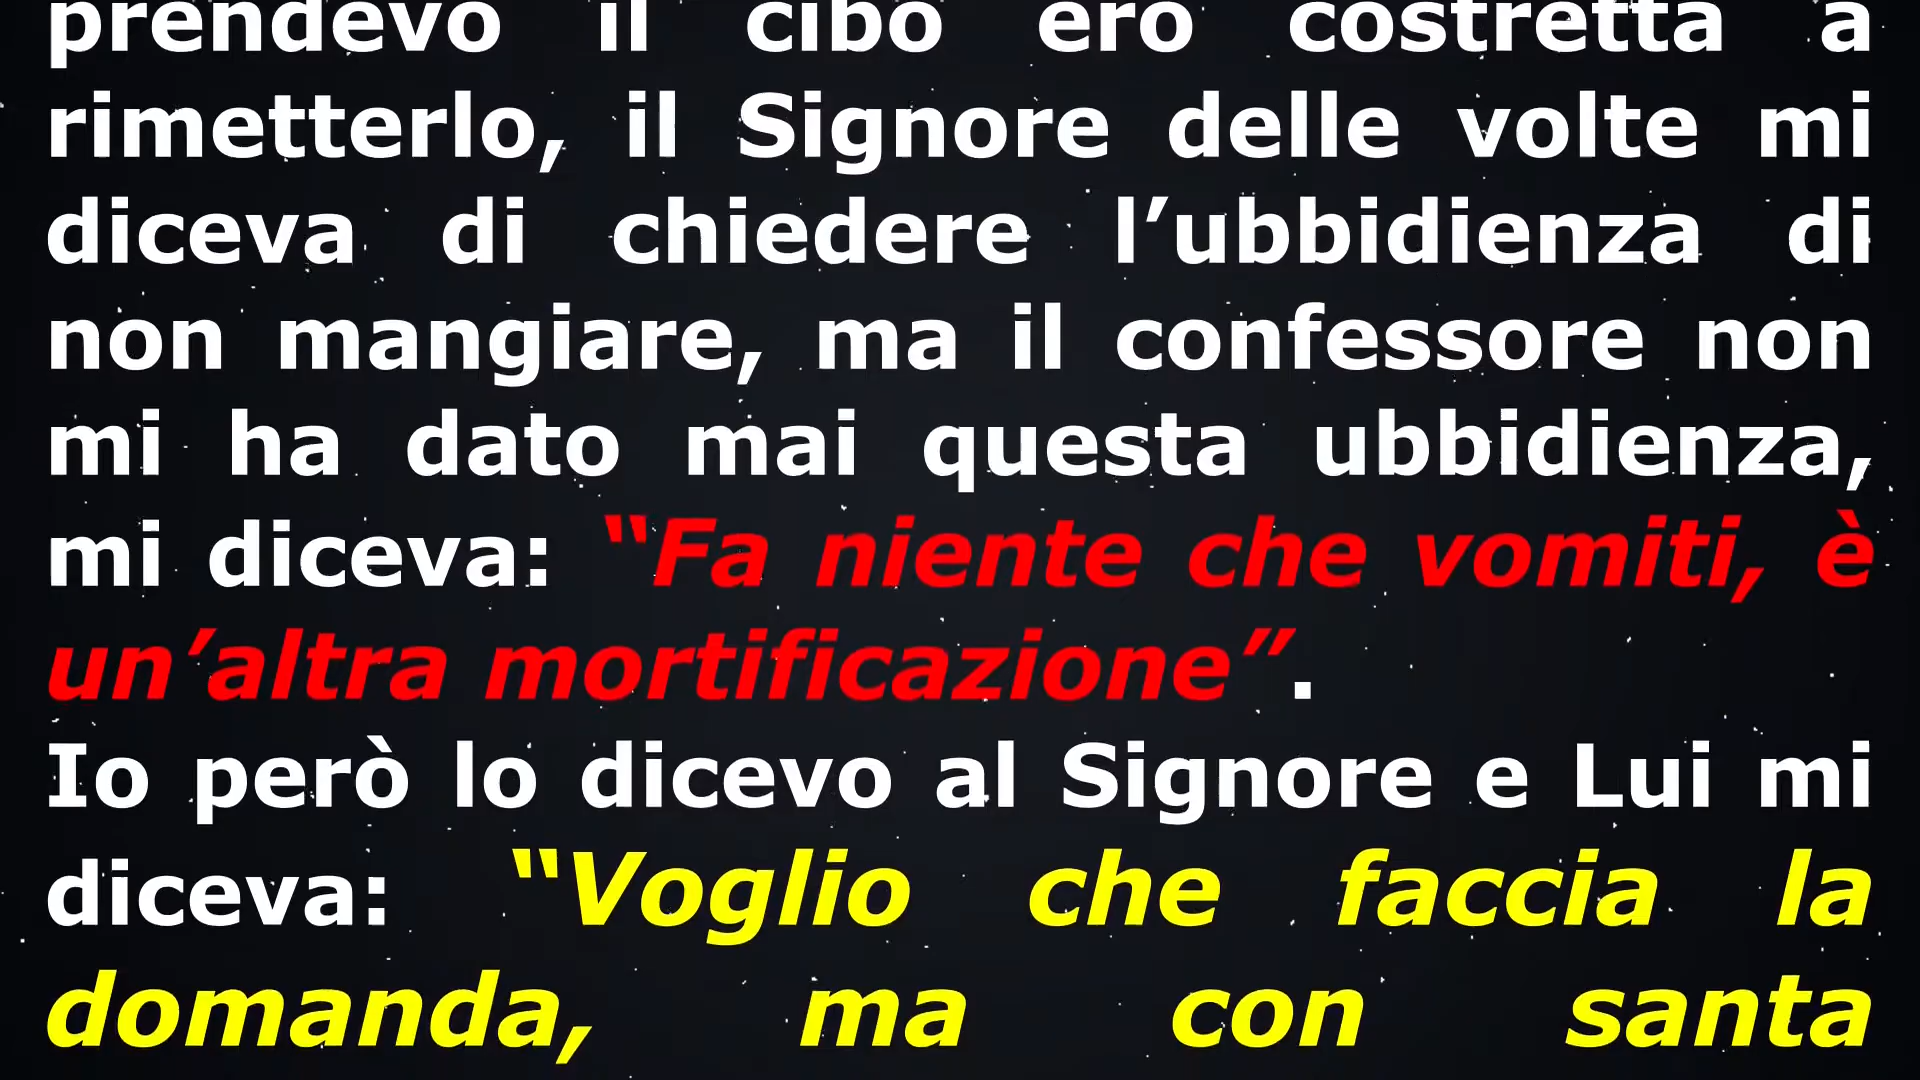 prendevo il cibo ero costretta a
rimetterlo, il Signore delle volte mi
diceva di chiedere l’ubbidienza di
non mangiare, ma il confessore non
mi ha dato mai questa ubbidienza,
mi diceva: “Fa niente che vomiti, è
un’altra mortificazione”.
Io però lo dicevo al Signore e Lui mi
diceva: “Voglio che faccia la
domanda, ma con santa